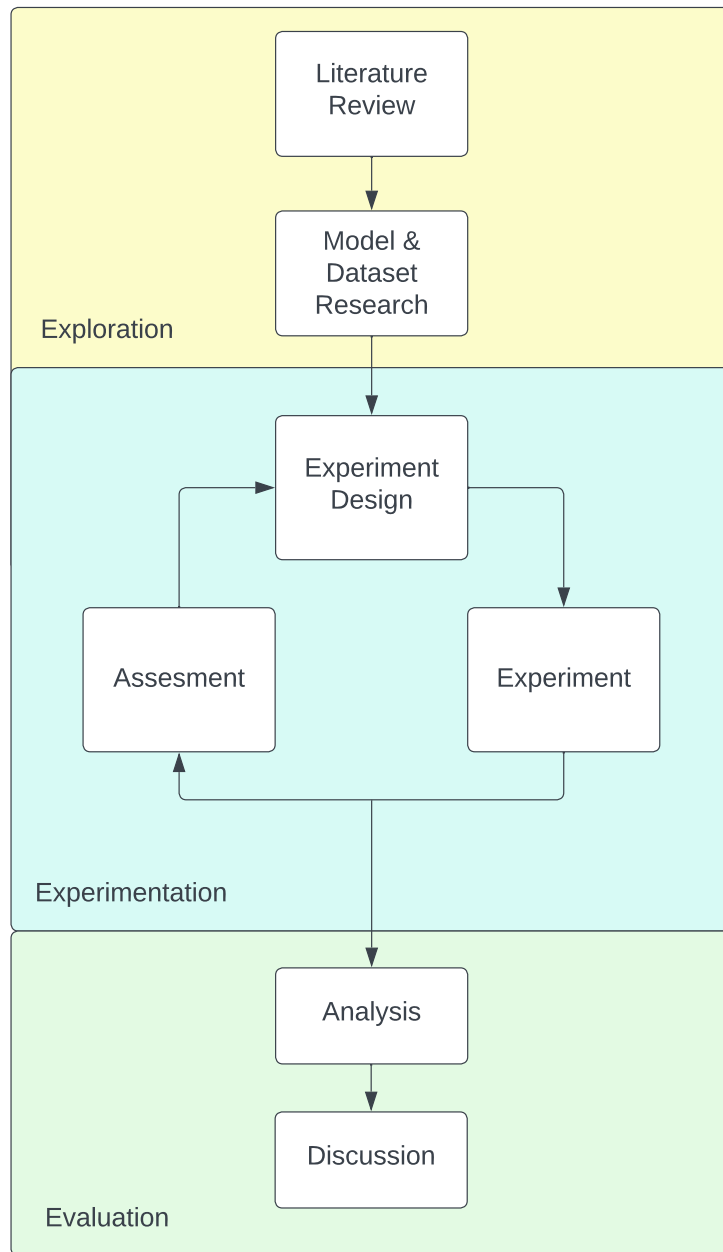 Literature
Review
Model &
Dataset
Research
Exploration
Experiment
Design
Assesment
Experiment
Experimentation
Analysis
Discussion
Evaluation